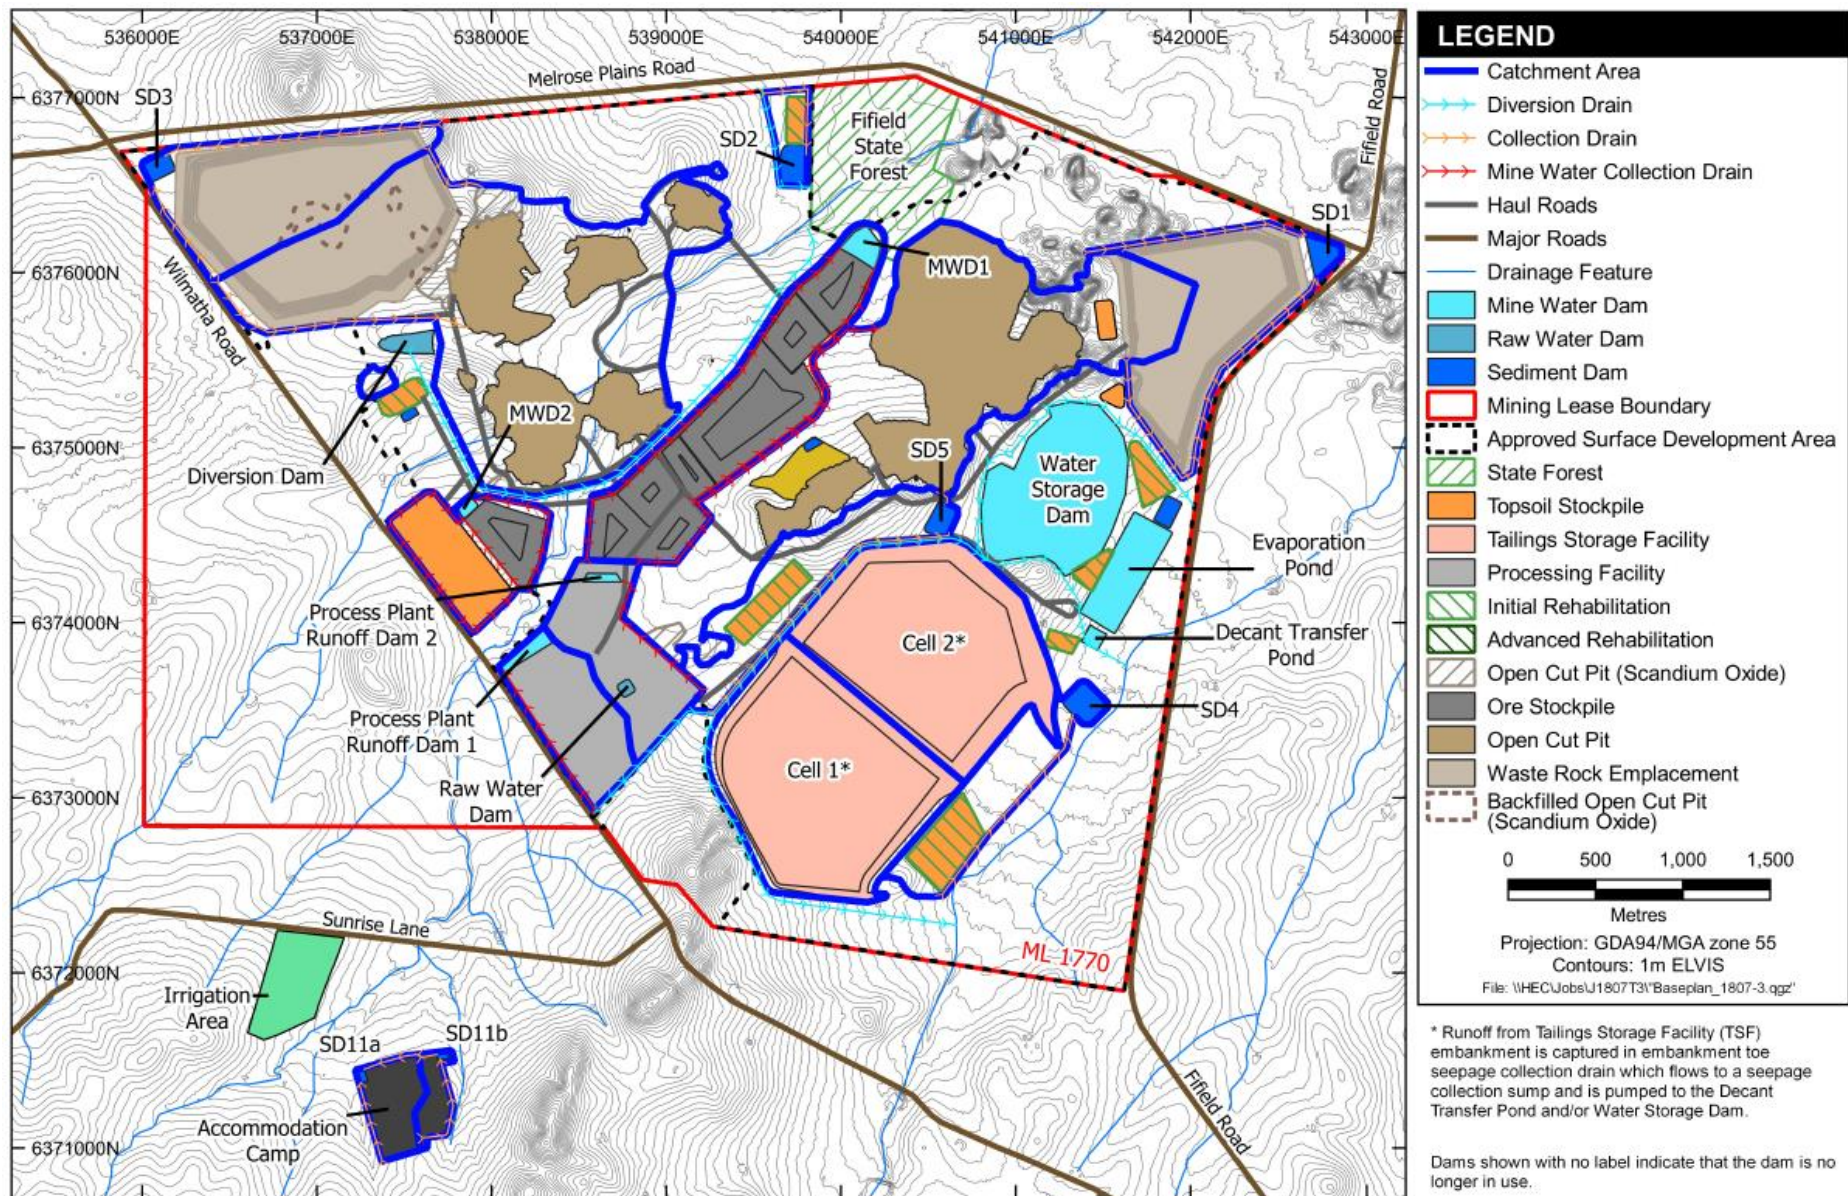 536000E 537000E 538000E 539000E 540000E 541000E 542000E 543000E
Melrose Plains Road
6377000N
SD3
SD2
Fifield
State
Forest
Fifield Road
SD1
6376000N
MWD1
Wilmatha Road
MWD2
6375000N
Diversion Dam
SD5
Water
Storage
Dam
Evaporation
Pond
Process Plant
Runoff Dam 2
6374000N
Cell 2*
Decant Transfer
Pond
SD4
Process Plant
Runoff Dam 1
Cell 1*
Raw Water
Dam
6373000N
Sunrise Lane
ML 1770
6372000N
Irrigation
Area
SD11a
SD11b
Fifield Road
Accommodation
Camp
6371000N
LEGEND
Catchment Area
Diversion Drain
Collection Drain
Mine Water Collection Drain
Haul Roads
Major Roads
Drainage Feature
Mine Water Dam
Raw Water Dam
Sediment Dam
Mining Lease Boundary
Approved Surface Development Area
State Forest
Topsoil Stockpile
Tailings Storage Facility
Processing Facility
Initial Rehabilitation
Advanced Rehabilitation
Open Cut Pit (Scandium Oxide)
Ore Stockpile
Open Cut Pit
Waste Rock Emplacement
Backfilled Open Cut Pit
(Scandium Oxide)
0 500 1,000 1,500
Metres
Projection: GDA94/MGA zone 55
Contours: 1m ELVIS
File: \\HEC\Jobs\J1807T3\"Baseplan_1807-3.qgz"
* Runoff from Tailings Storage Facility (TSF)
embankment is captured in embankment toe
seepage collection drain which flows to a seepage
collection sump and is pumped to the Decant
Transfer Pond and/or Water Storage Dam.
Dams shown with no label indicate that the dam is no
longer in use.